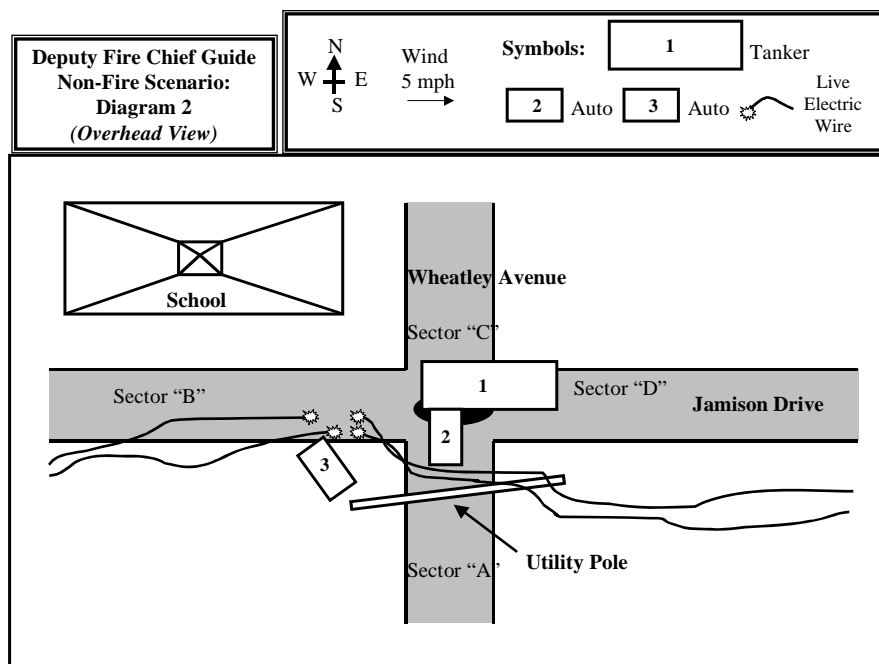 Deputy Fire Chief Guide
Non-Fire Scenario:
Diagram 2
(Overhead View)
N
W E
S
Wind
5 mph
Symbols:
1
Tanker
2
Auto
3
Auto
Live
Electric
Wire
School
Wheatley Avenue
Sector “C”
Sector “B”
1
Sector “D”
Jamison Drive
2
3
Utility Pole
Sector “A”